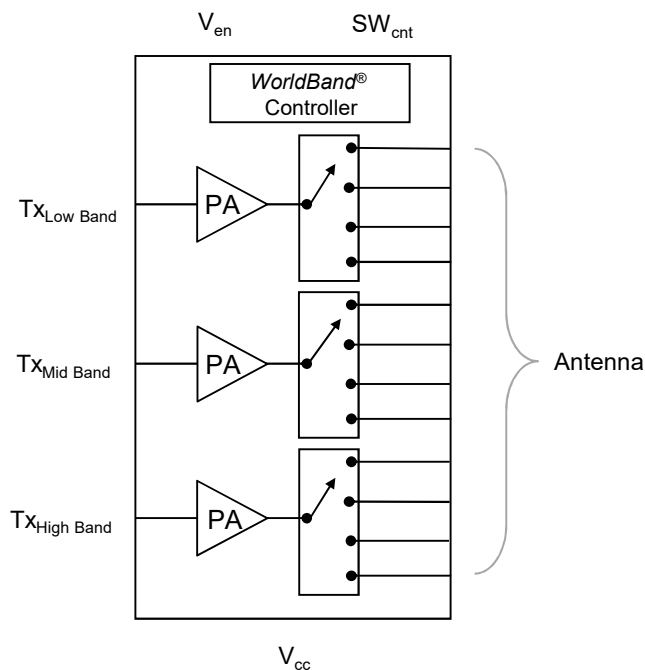 V_en SW_cnt
WorldBand®
Controller
Tx_Low Band
PA
Tx_Mid Band
PA
Antenna
Tx_High Band
PA
V_cc